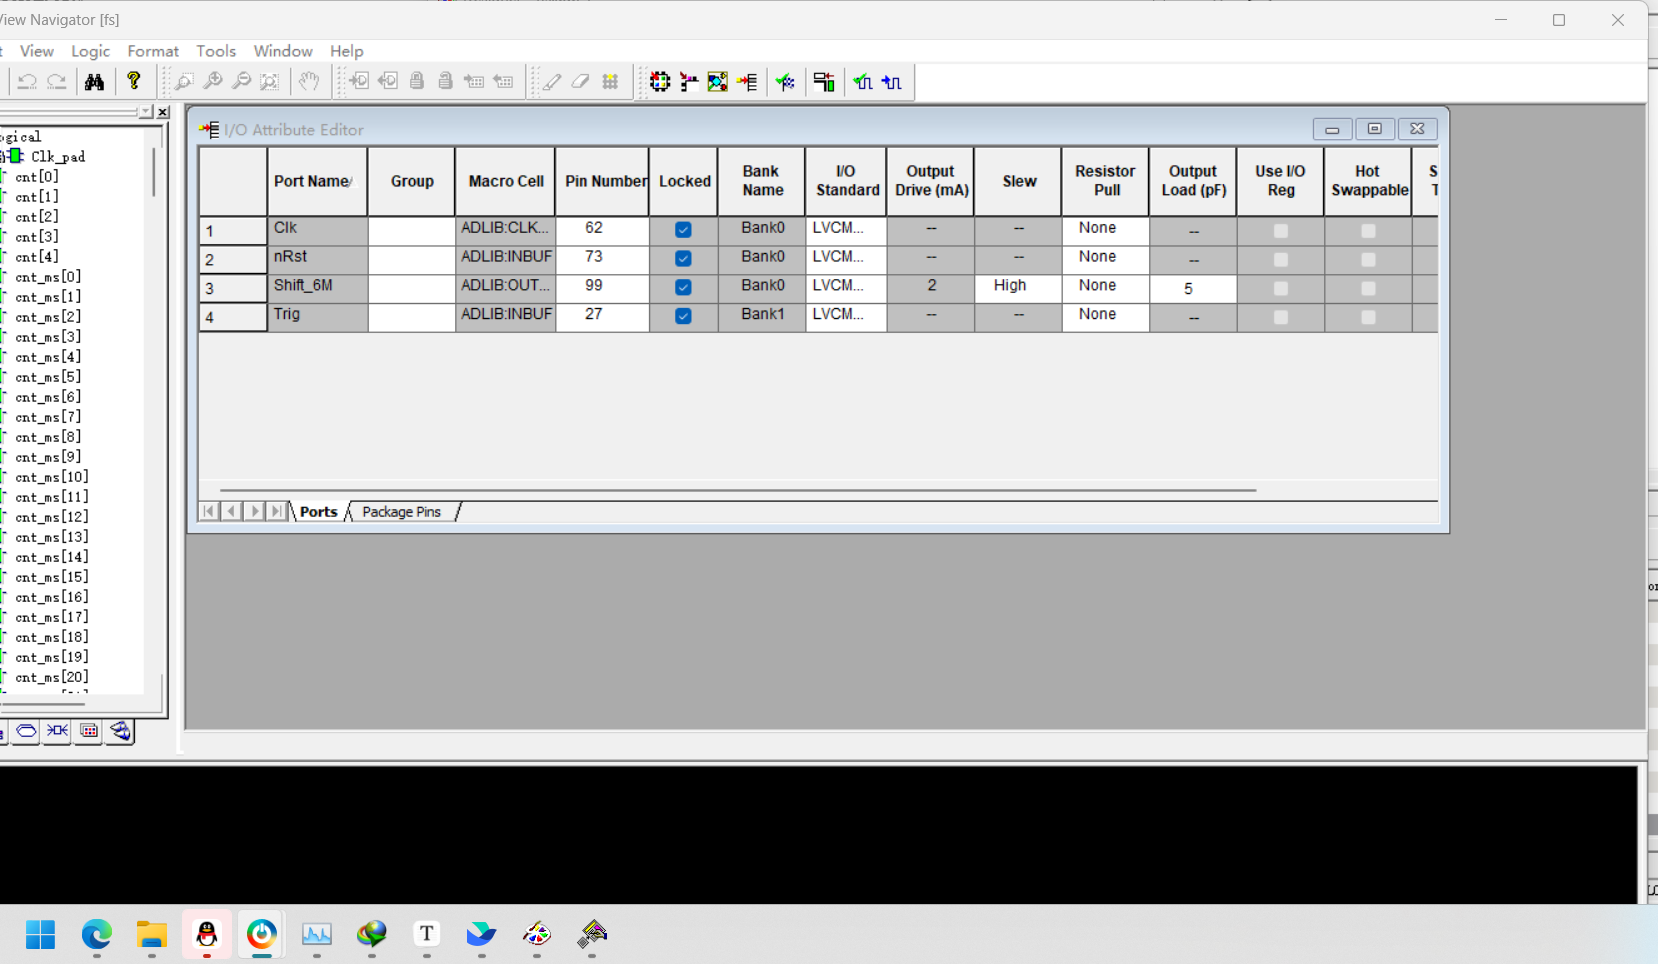 View Navigator [fs]
View Logic Format Tools Window Help
ogical
Clk_pad
cnt[0]
cnt[1]
cnt[2]
cnt[3]
cnt[4]
cnt_ms[0]
cnt_ms[1]
cnt_ms[2]
cnt_ms[3]
cnt_ms[4]
cnt_ms[5]
cnt_ms[6]
cnt_ms[7]
cnt_ms[8]
cnt_ms[9]
cnt_ms[10]
cnt_ms[11]
cnt_ms[12]
cnt_ms[13]
cnt_ms[14]
cnt_ms[15]
cnt_ms[16]
cnt_ms[17]
cnt_ms[18]
cnt_ms[19]
cnt_ms[20]
I/O Attribute Editor
Port Name Group Macro Cell Pin Number Locked Bank Name I/O Standard Output Drive (mA) Slew Resistor Pull Output Load (pF) Use I/O Reg Hot Swappable
1 Clk ADLIB:CLK... 62 Bank0 LVCM... -- -- None --
2 nRst ADLIB:INBUF 73 Bank0 LVCM... -- -- None --
3 Shift_6M ADLIB:OUT... 99 Bank0 LVCM... 2 High None 5
4 Trig ADLIB:INBUF 27 Bank1 LVCM... -- -- None --
Ports Package Pins
T